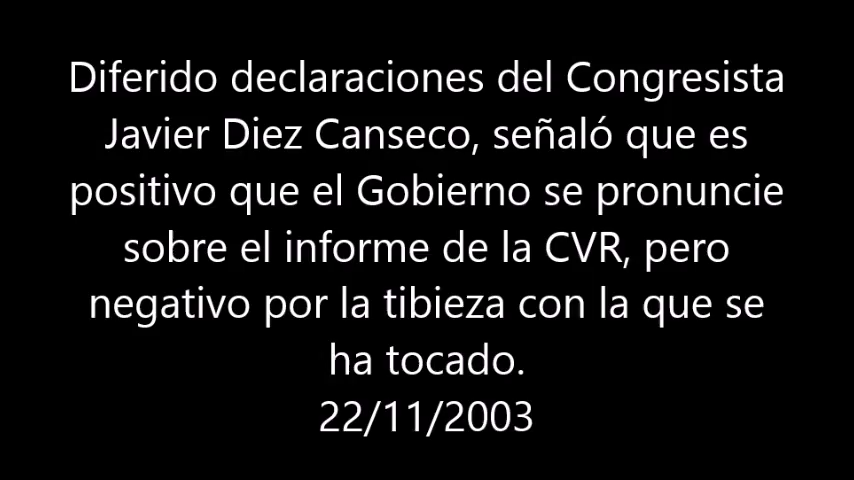 Diferido declaraciones del Congresista
Javier Diez Canseco, señaló que es
positivo que el Gobierno se pronuncie
sobre el informe de la CVR, pero
negativo por la tibieza con la que se
ha tocado.
22/11/2003